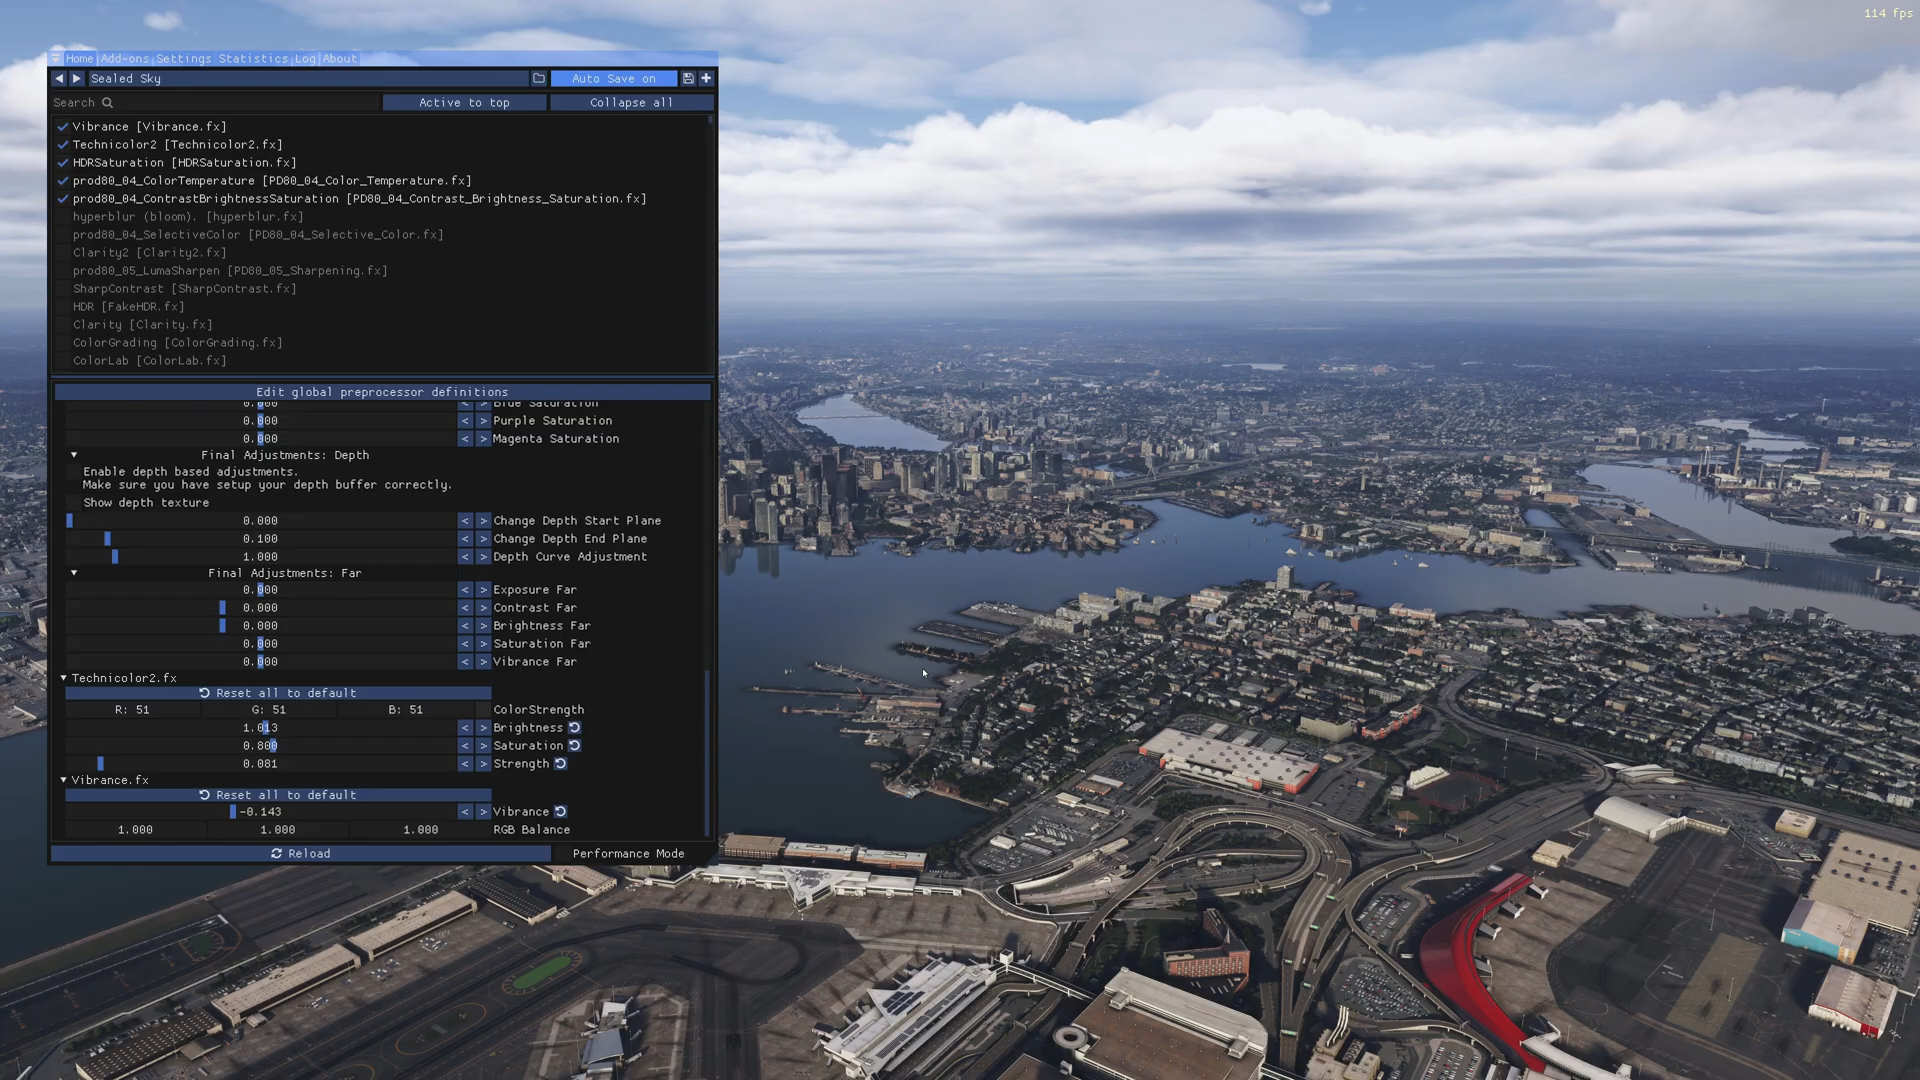 114 fps
Home Add-ons Settings Statistics Log About
Sealed Sky Auto Save on
Search Active to top Collapse all
Vibrance [Vibrance.fx]
Technicolor2 [Technicolor2.fx]
HDRSaturation [HDRSaturation.fx]
prod80_04_ColorTemperature [PD80_04_Color_Temperature.fx]
prod80_04_ContrastBrightnessSaturation [PD80_04_Contrast_Brightness_Saturation.fx]
hyperblur (bloom). [hyperblur.fx]
prod80_04_SelectiveColor [PD80_04_Selective_Color.fx]
Clarity2 [Clarity2.fx]
prod80_05_LumaSharpen [PD80_05_Sharpening.fx]
SharpContrast [SharpContrast.fx]
HDR [FakeHDR.fx]
Clarity [Clarity.fx]
ColorGrading [ColorGrading.fx]
ColorLab [ColorLab.fx]
Edit global preprocessor definitions
0.000 < > Blue Saturation
0.000 < > Purple Saturation
0.000 < > Magenta Saturation
Final Adjustments: Depth
Enable depth based adjustments.
Make sure you have setup your depth buffer correctly.
Show depth texture
0.000 < > Change Depth Start Plane
0.100 < > Change Depth End Plane
1.000 < > Depth Curve Adjustment
Final Adjustments: Far
0.000 < > Exposure Far
0.000 < > Contrast Far
0.000 < > Brightness Far
0.000 < > Saturation Far
0.000 < > Vibrance Far
Technicolor2.fx
Reset all to default
R: 51 G: 51 B: 51 ColorStrength
1.013 < > Brightness
0.800 < > Saturation
0.081 < > Strength
Vibrance.fx
Reset all to default
-0.143 < > Vibrance
1.000 1.000 1.000 RGB Balance
Reload Performance Mode